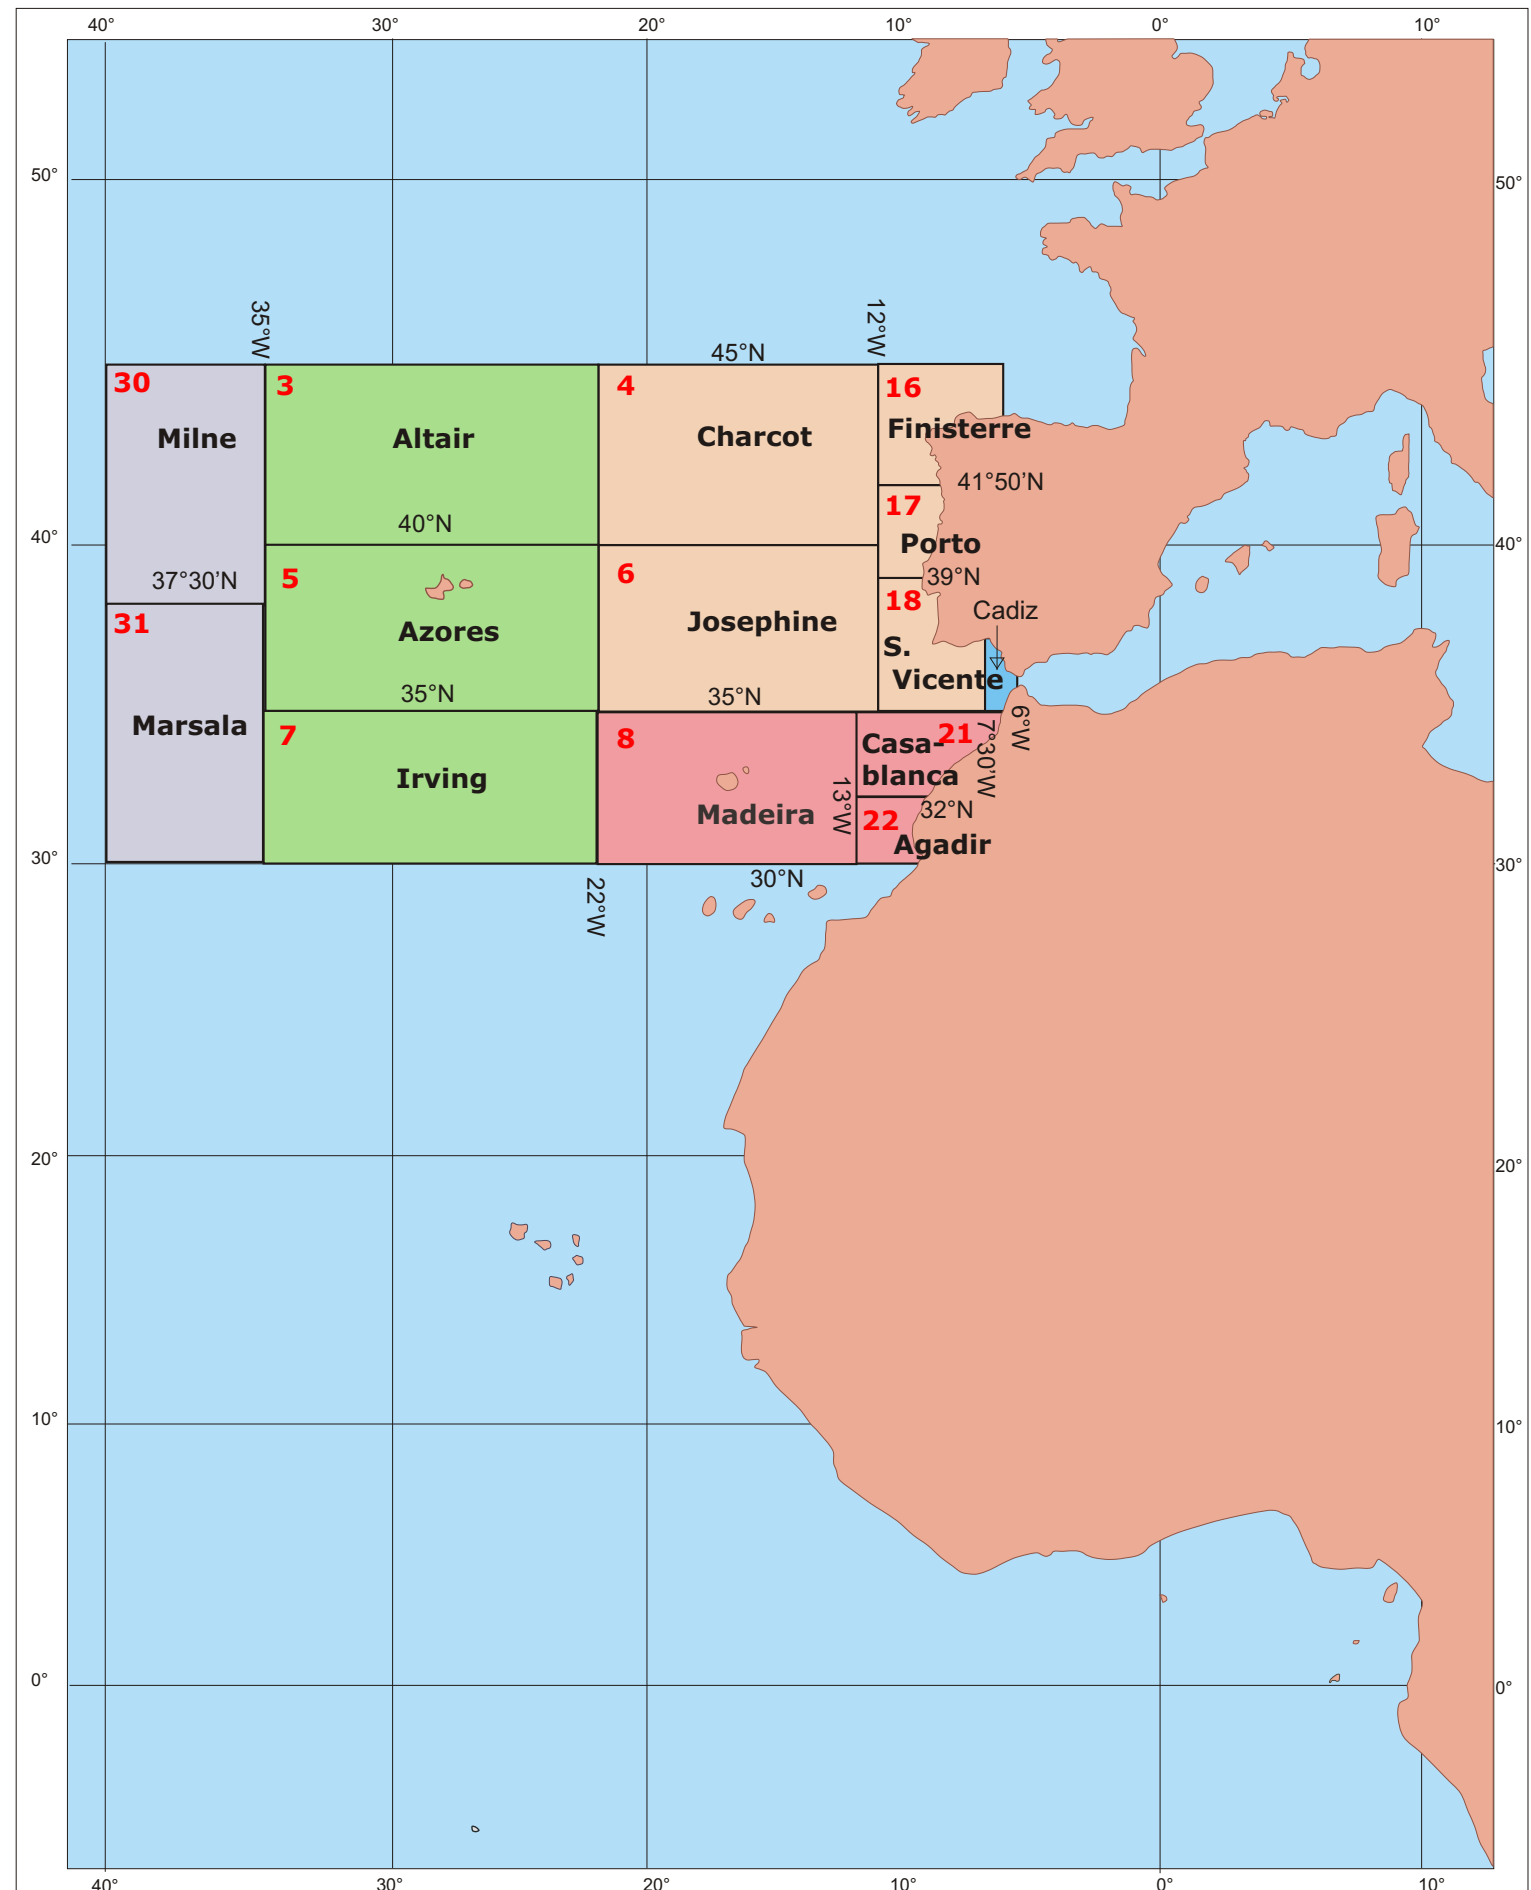 40° 30° 20° 10° 0° 10°
50° 50°
35°W 12°W
45°N
30 3 4 16
Milne Altair Charcot Finisterre
41°50’N
17
40°N
40° Porto 40°
37°30’N 5 6 39°N
31 18 Cadiz
Azores Josephine S.
Vicente
35°N 35°N
Marsala 7 8 21 6°W
Irving Casa-
blanca 7°30’W
13°W
Madeira 32°N
22
Agadir
30° 30°
30°N
22°W
20° 20°
10° 10°
0° 0°
40° 30° 20° 10° 0° 10°